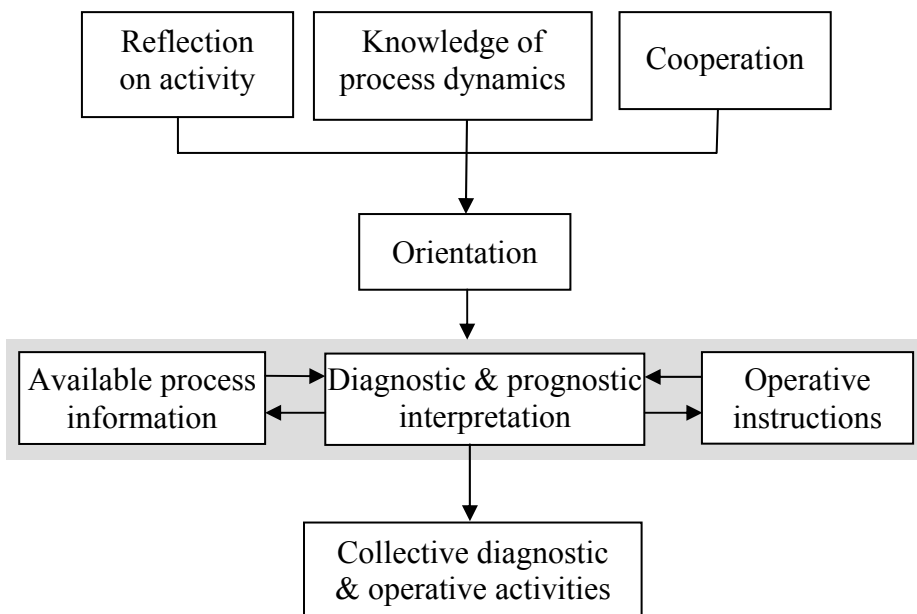 Reflection
on activity
Knowledge of
process dynamics
Cooperation
Orientation
Available process
information
Diagnostic & prognostic
interpretation
Operative
instructions
Collective diagnostic
& operative activities